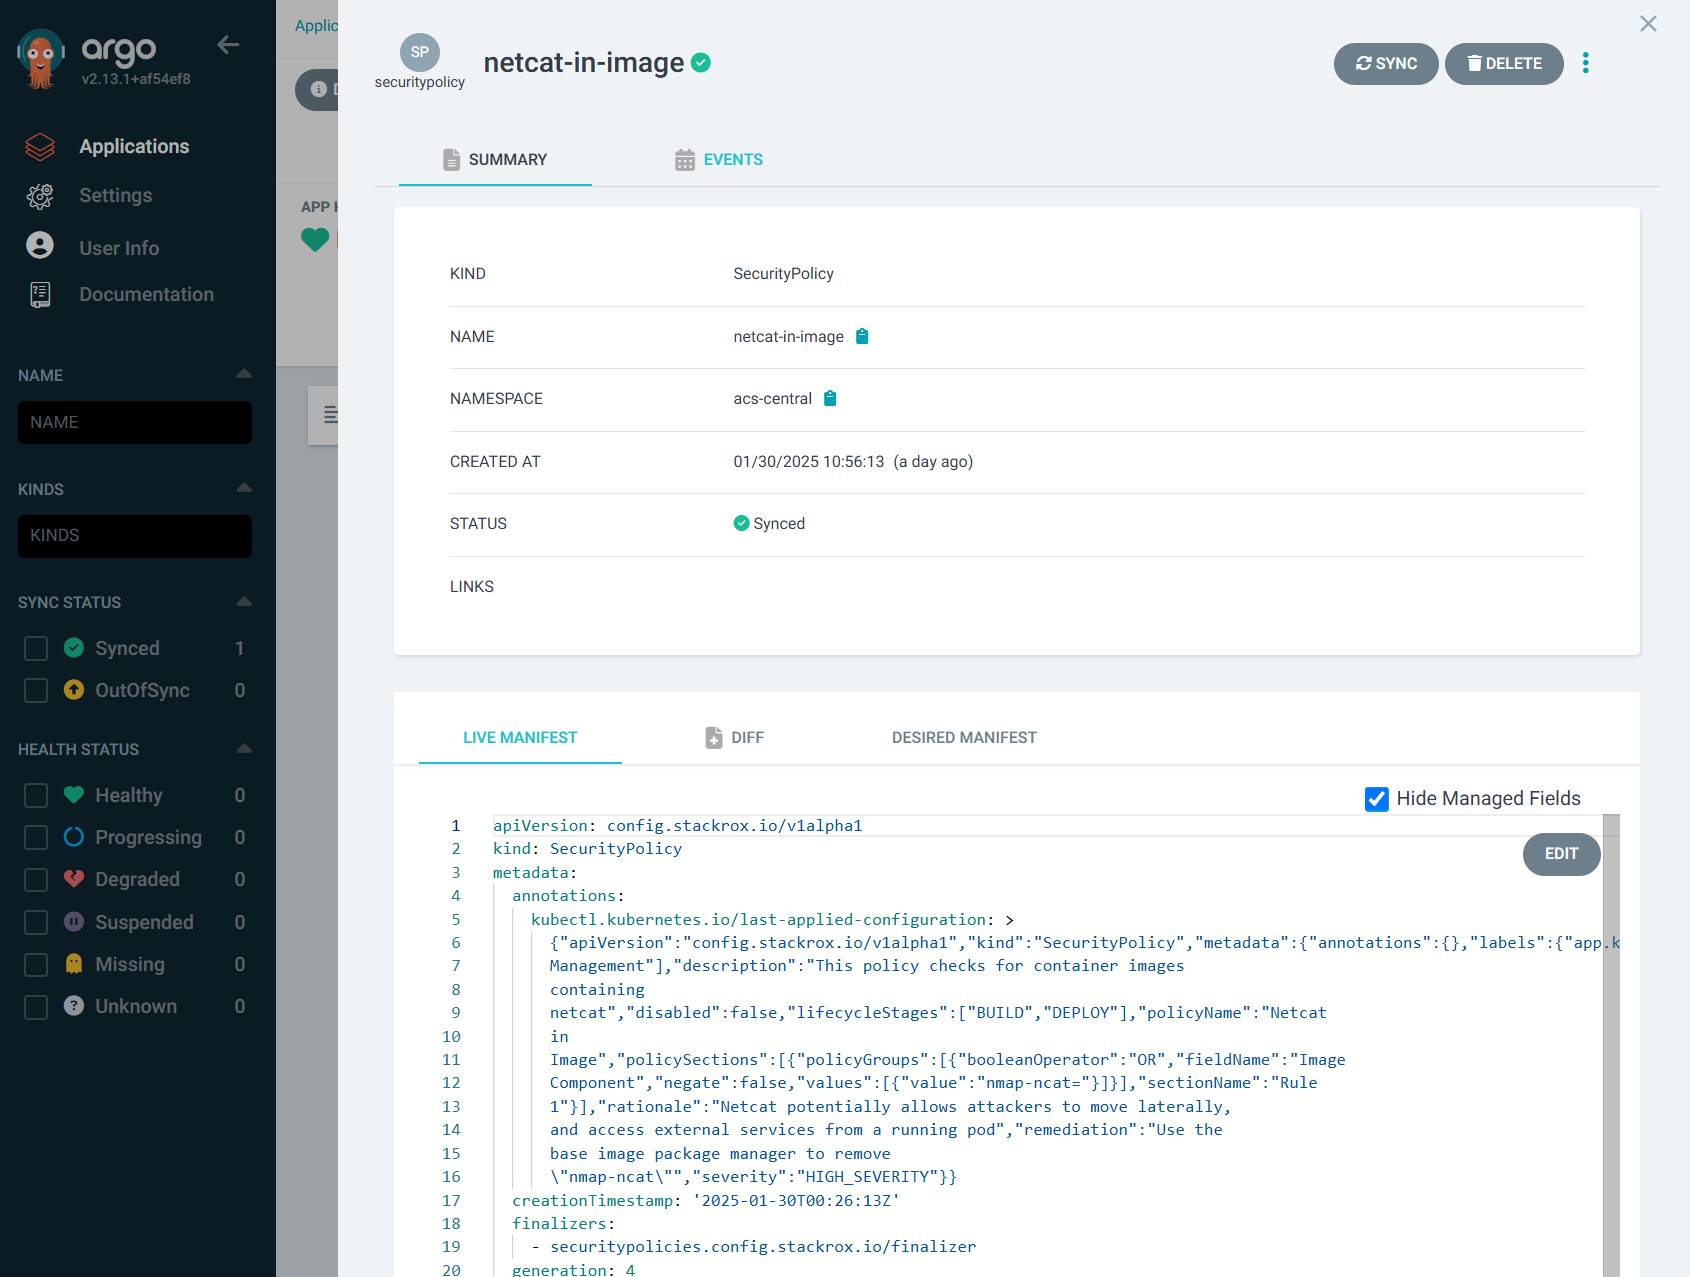 argo
v2.13.1+af54ef8
Applications
Settings
User Info
Documentation
NAME
NAME
KINDS
KINDS
SYNC STATUS
Synced 1
OutOfSync 0
HEALTH STATUS
Healthy 0
Progressing 0
Degraded 0
Suspended 0
Missing 0
Unknown 0
Applic
APP
SP
securitypolicy
netcat-in-image
SYNC
DELETE
SUMMARY
EVENTS
KIND SecurityPolicy
NAME netcat-in-image
NAMESPACE acs-central
CREATED AT 01/30/2025 10:56:13 (a day ago)
STATUS Synced
LINKS
LIVE MANIFEST
DIFF
DESIRED MANIFEST
Hide Managed Fields
EDIT
1 apiVersion: config.stackrox.io/v1alpha1
2 kind: SecurityPolicy
3 metadata:
4 annotations:
5 kubectl.kubernetes.io/last-applied-configuration: >
6 {"apiVersion":"config.stackrox.io/v1alpha1","kind":"SecurityPolicy","metadata":{"annotations":{},"labels":{"app.k
7 Management"],"description":"This policy checks for container images
8 containing
9 netcat","disabled":false,"lifecycleStages":["BUILD","DEPLOY"],"policyName":"Netcat
10 in
11 Image","policySections":[{"policyGroups":[{"booleanOperator":"OR","fieldName":"Image
12 Component","negate":false,"values":[{"value":"nmap-ncat="}]}],"sectionName":"Rule
13 1"}],"rationale":"Netcat potentially allows attackers to move laterally,
14 and access external services from a running pod","remediation":"Use the
15 base image package manager to remove
16 \"nmap-ncat\"","severity":"HIGH_SEVERITY"}}
17 creationTimestamp: '2025-01-30T00:26:13Z'
18 finalizers:
19 - securitypolicies.config.stackrox.io/finalizer
20 generation: 4